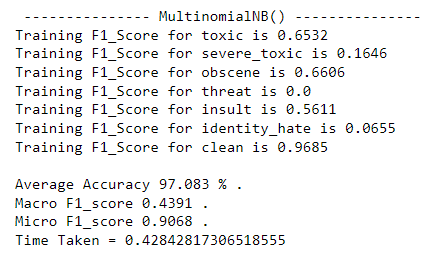 ---------------- MultinomialNB() ----------------
Training F1_Score for toxic is 0.6532
Training F1_Score for severe_toxic is 0.1646
Training F1_Score for obscene is 0.6606
Training F1_Score for threat is 0.0
Training F1_Score for insult is 0.5611
Training F1_Score for identity_hate is 0.0655
Training F1_Score for clean is 0.9685
Average Accuracy 97.083 % .
Macro F1_score 0.4391 .
Micro F1_score 0.9068 .
Time Taken = 0.42842817306518555